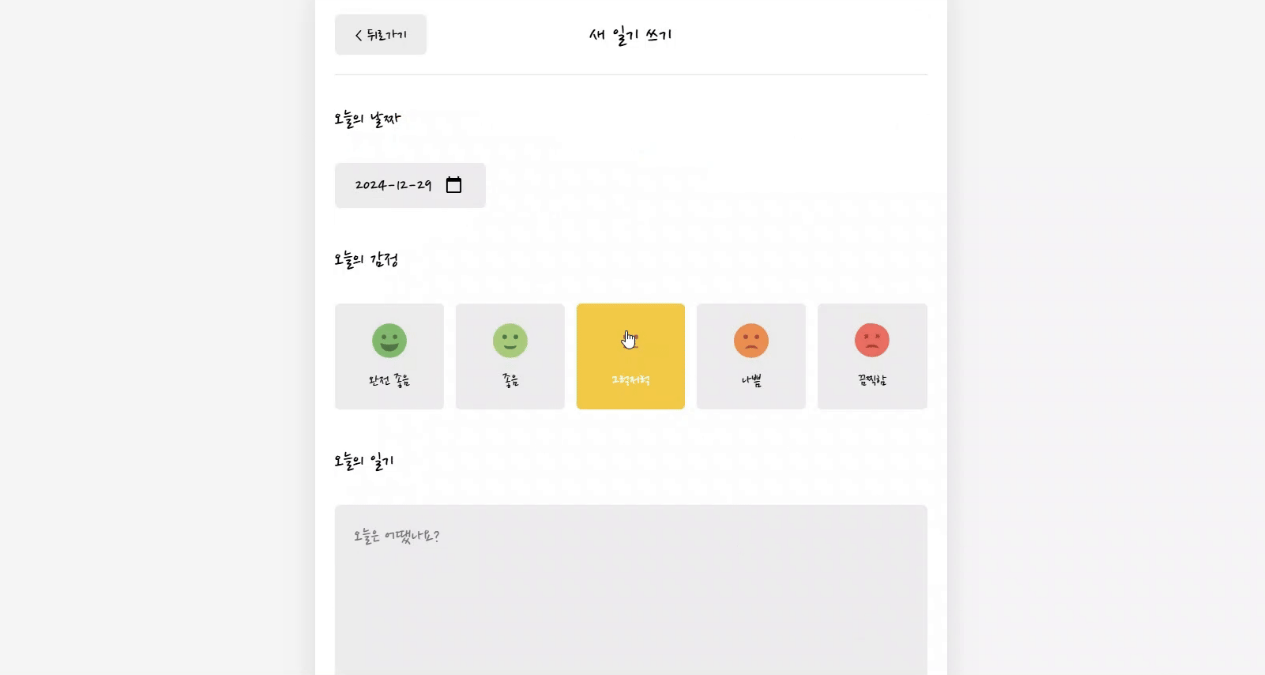 < 뒤로가기
새 일기 쓰기
오늘의 날짜
2024-12-29
오늘의 감정
완전 좋음
좋음
그럭저럭
나쁨
끔찍함
오늘의 일기
오늘은 어땠나요?